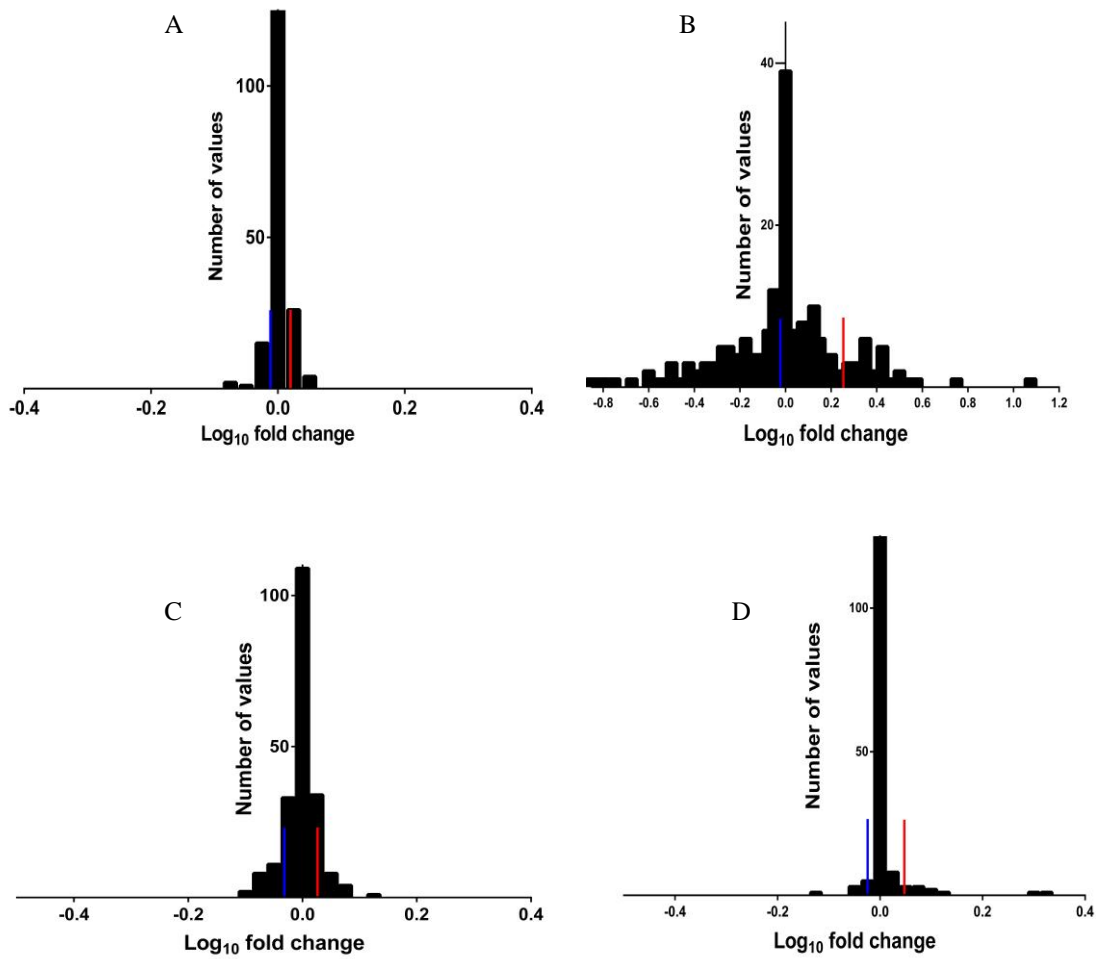 A
Number of values
100
50
-0.4 -0.2 0.0 0.2 0.4
Log10 fold change
B
Number of values
40
20
-0.8 -0.6 -0.4 -0.2 0.0 0.2 0.4 0.6 0.8 1.0 1.2
Log10 fold change
C
Number of values
100
50
-0.4 -0.2 0.0 0.2 0.4
Log10 fold change
D
Number of values
100
50
-0.4 -0.2 0.0 0.2 0.4
Log10 fold change